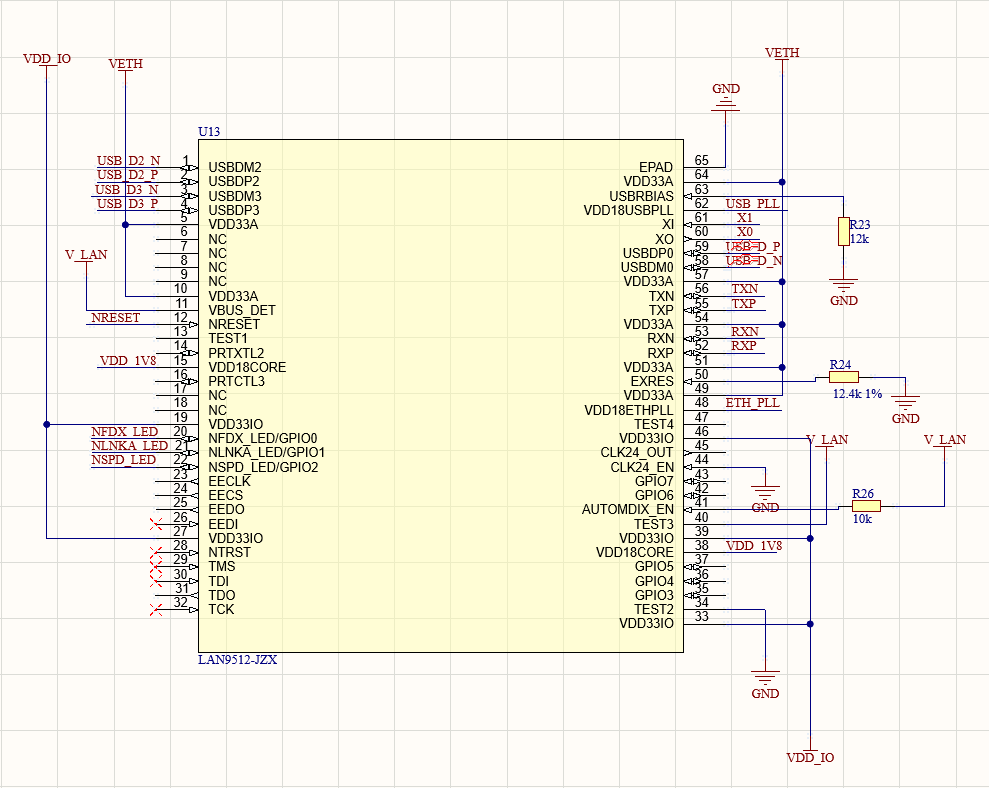 VDD_IO
VETH
VETH
GND
U13
USB_D2_N 1 USBDM2
USB_D2_P 2 USBDP2
USB_D3_N 3 USBDM3
USB_D3_P 4 USBDP3
5 VDD33A
6 NC
7 NC
8 NC
9 NC
10 VDD33A
V_LAN
11 VBUS_DET
NRESET 12 NRESET
13 TEST1
14 PRTXTL2
VDD_1V8 15 VDD18CORE
16 PRTCTL3
17 NC
18 NC
19 VDD33IO
NFDX_LED 20 NFDX_LED/GPIO0
NLNKA_LED 21 NLNKA_LED/GPIO1
NSPD_LED 22 NSPD_LED/GPIO2
23 EECLK
24 EECS
25 EEDO
26 EEDI
27 VDD33IO
28 NTRST
29 TMS
30 TDI
31 TDO
32 TCK
EPAD 65
VDD33A 64
USBRBIAS 63
VDD18USBPLL 62 USB_PLL
XI 61 X1
XO 60 X0
USBDP0 59 USB_D_P
USBDM0 58 USB_D_N
VDD33A 57
TXN 56 TXN
TXP 55 TXP
VDD33A 54
RXN 53 RXN
RXP 52 RXP
VDD33A 51
EXRES 50
VDD33A 49
VDD18ETHPLL 48 ETH_PLL
TEST4 47
VDD33IO 46
CLK24_OUT 45
CLK24_EN 44
GPIO7 43
GPIO6 42
AUTOMDIX_EN 41
TEST3 40
VDD33IO 39
VDD18CORE 38 VDD_1V8
GPIO5 37
GPIO4 36
GPIO3 35
TEST2 34
VDD33IO 33
R23
12k
GND
R24
12.4k 1%
GND
V_LAN
V_LAN
GND
R26
10k
LAN9512-JZX
GND
VDD_IO